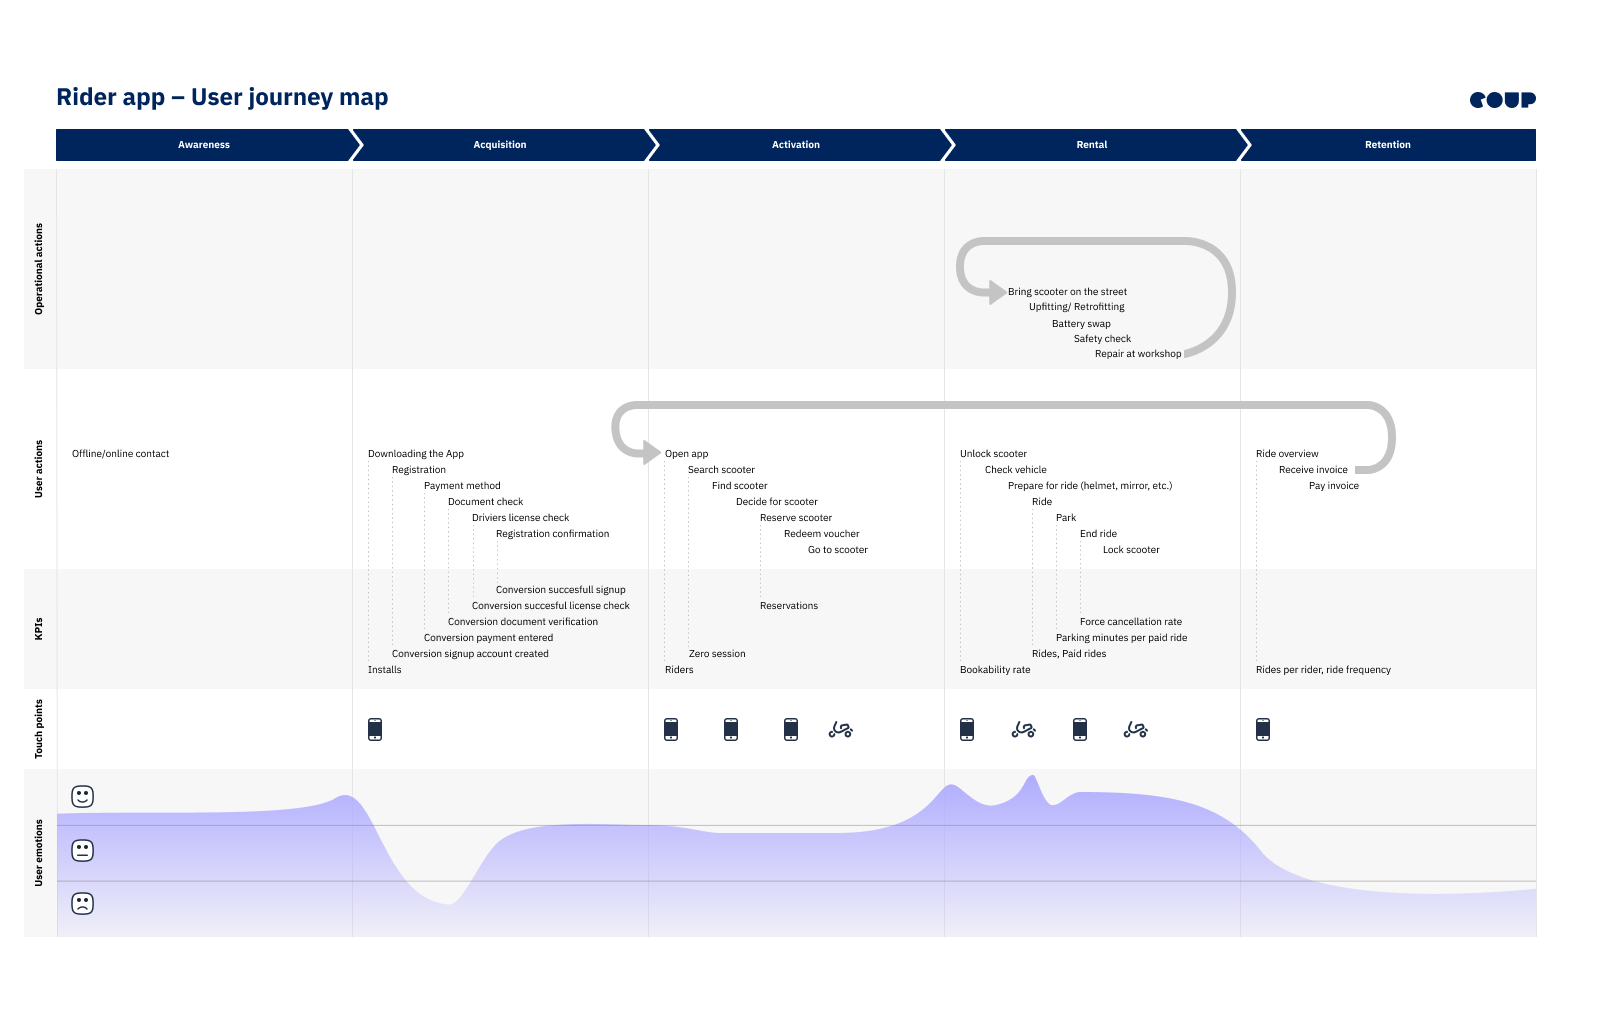 Rider app – User journey map
COUP
Awareness
Acquisition
Activation
Rental
Retention
Operational actions
Bring scooter on the street
Upfitting/ Retrofitting
Battery swap
Safety check
Repair at workshop
User actions
Offline/online contact
Downloading the App
Registration
Payment method
Document check
Driviers license check
Registration confirmation
Open app
Search scooter
Find scooter
Decide for scooter
Reserve scooter
Redeem voucher
Go to scooter
Unlock scooter
Check vehicle
Prepare for ride (helmet, mirror, etc.)
Ride
Park
End ride
Lock scooter
Ride overview
Receive invoice
Pay invoice
KPIs
Conversion succesfull signup
Conversion succesful license check
Conversion document verification
Conversion payment entered
Conversion signup account created
Installs
Reservations
Zero session
Riders
Force cancellation rate
Parking minutes per paid ride
Rides, Paid rides
Bookability rate
Rides per rider, ride frequency
Touch points
User emotions